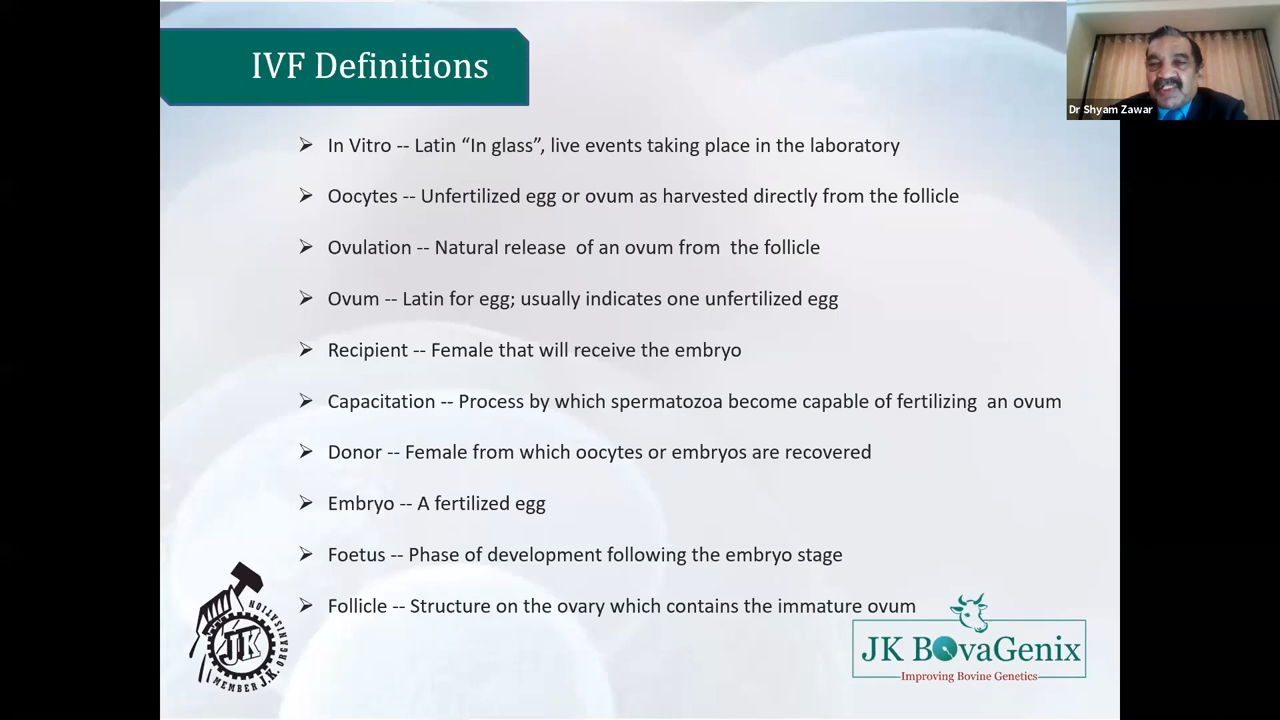 IVF Definitions
Dr Shyam Zawar
In Vitro -- Latin “In glass”, live events taking place in the laboratory
Oocytes -- Unfertilized egg or ovum as harvested directly from the follicle
Ovulation -- Natural release  of an ovum from  the follicle
Ovum -- Latin for egg; usually indicates one unfertilized egg
Recipient -- Female that will receive the embryo
Capacitation -- Process by which spermatozoa become capable of fertilizing  an ovum
Donor -- Female from which oocytes or embryos are recovered
Embryo -- A fertilized egg
Foetus -- Phase of development following the embryo stage
Follicle -- Structure on the ovary which contains the immature ovum
JK
MEMBER J.K. ORGANISATION
JK BovaGenix
Improving Bovine Genetics